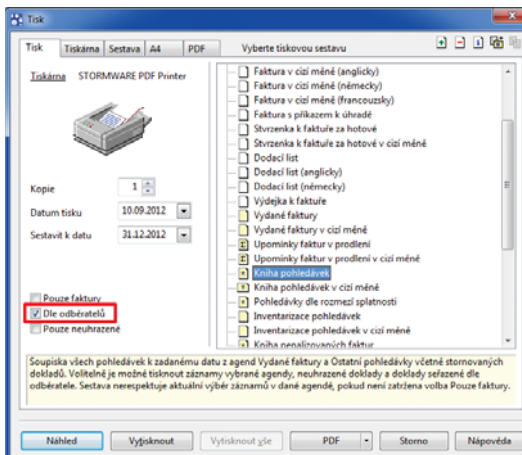 Tisk
Tisk Tiskárna Sestava A4 PDF Vyberte tiskovou sestavu
Tiskárna STORMWARE PDF Printer
Kopie 1
Datum tisku 10.09.2012
Sestavit k datu 31.12.2012
Pouze faktury
Dle odběratelů
Pouze neuhrazené
Faktura v cizí měně (anglicky)
Faktura v cizí měně (německy)
Faktura v cizí měně (francouzsky)
Faktura s příkazem k úhradě
Stvrzenka k faktuře za hotové
Stvrzenka k faktuře za hotové v cizí měně
Dodací list
Dodací list (anglicky)
Dodací list (německy)
Výdejka k faktuře
Vydané faktury
Vydané faktury v cizí měně
Upomínky faktur v prodlení
Upomínky faktur v prodlení v cizí měně
Kniha pohledávek
Kniha pohledávek v cizí měně
Pohledávky dle rozmezí splatnosti
Inventarizace pohledávek
Inventarizace pohledávek v cizí měně
Kniha penalizovaných faktur
Soupiska všech pohledávek k zadanému datu z agend Vydané faktury a Ostatní pohledávky včetně stornovaných
dokladů. Volitelně je možné tisknout záznamy vybrané agendy, neuhrazené doklady a doklady seřazené dle
odběratele. Sestava nerespektuje aktuální výběr záznamů v dané agendě, pokud není zatržena volba Pouze faktury.
Náhled Vytisknout Vytisknout vše PDF Storno Nápověda